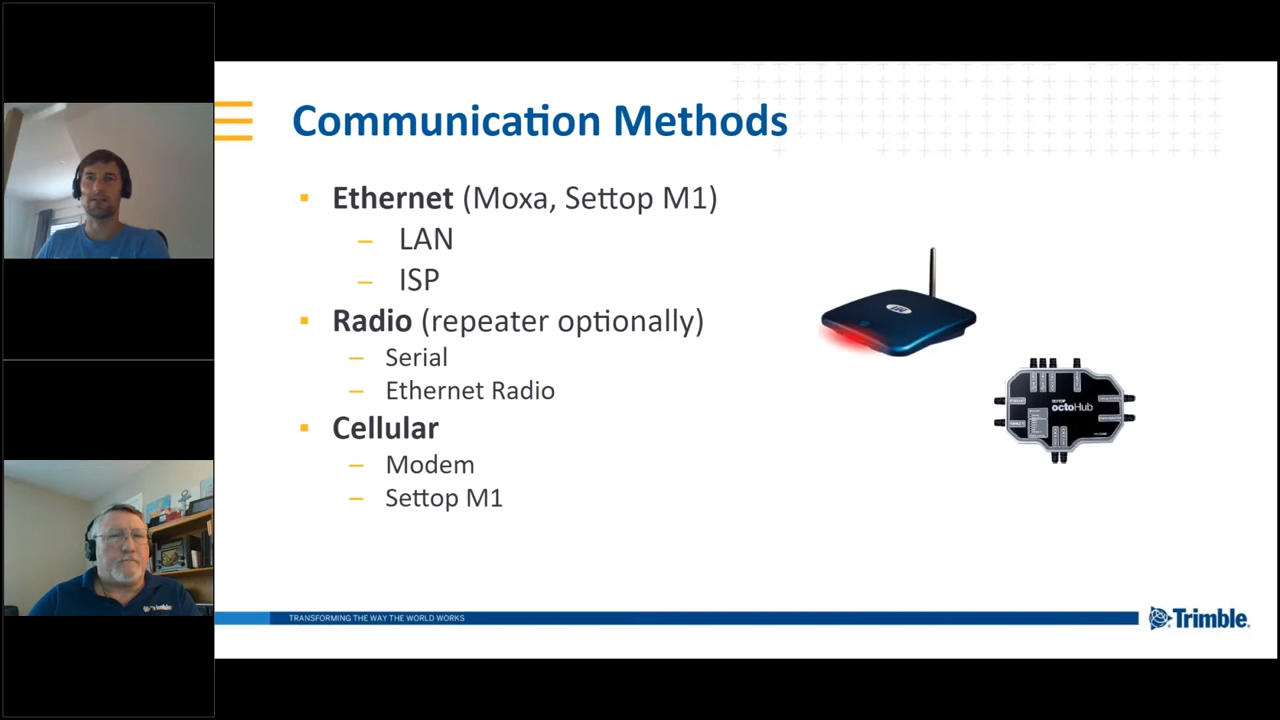 Communication Methods
Ethernet (Moxa, Settop M1)
LAN
ISP
Radio (repeater optionally)
Serial
Ethernet Radio
Cellular
Modem
Settop M1
octoHub
TRANSFORMING THE WAY THE WORLD WORKS
Trimble